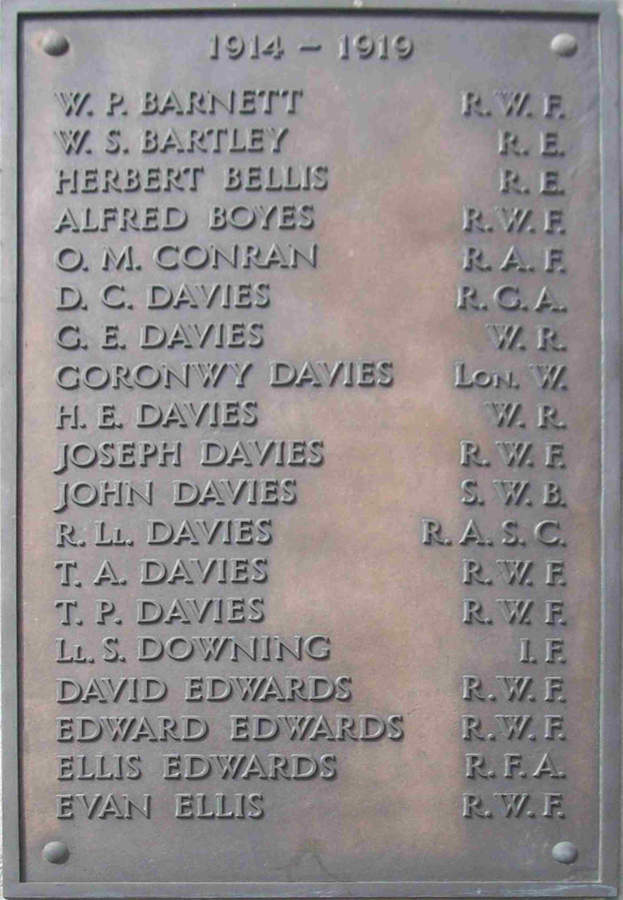 1914 – 1919
W. P. BARNETT R. W. F.
W. S. BARTLEY R. E.
HERBERT BELLIS R. E.
ALFRED BOYES R. W. F.
O. M. CONRAN R. A. F.
D. C. DAVIES R. G. A.
G. E. DAVIES W. R.
GORONWY DAVIES LON. W.
H. E. DAVIES W. R.
JOSEPH DAVIES R. W. F.
JOHN DAVIES S. W. B.
R. LL. DAVIES R. A. S. C.
T. A. DAVIES R. W. F.
T. P. DAVIES R. W. F.
LL. S. DOWNING I. F.
DAVID EDWARDS R. W. F.
EDWARD EDWARDS R. W. F.
ELLIS EDWARDS R. F. A.
EVAN ELLIS R. W. F.